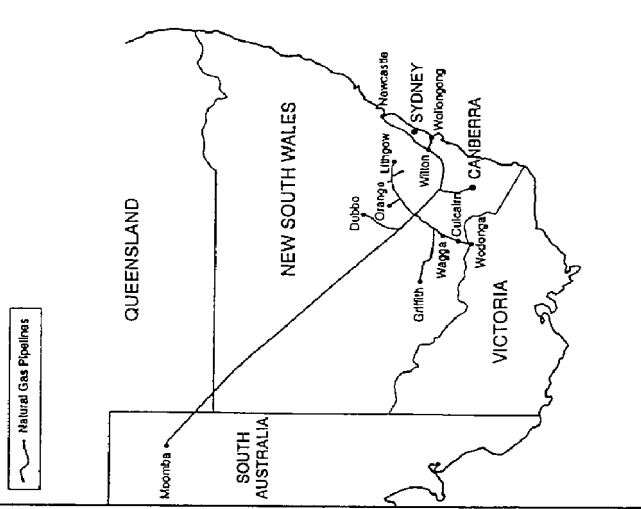 Natural Gas Pipelines
QUEENSLAND
NEW SOUTH WALES
Moomba
SOUTH
AUSTRALIA
Dubbo
Orange
Lithgow
Newcastle
SYDNEY
Wollongong
Wilton
CANBERRA
Griffith
Wagga
Culcairn
Wodonga
VICTORIA